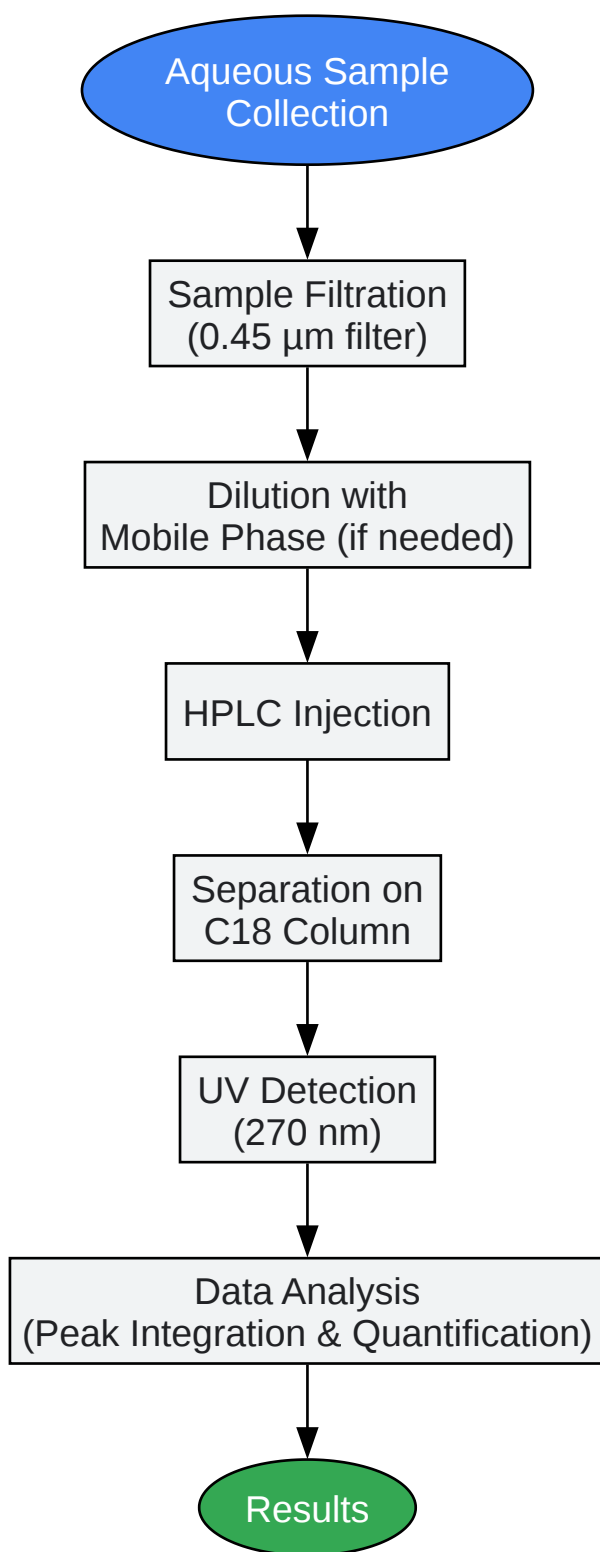 Aqueous Sample
Collection
Sample Filtration
(0.45 µm filter)
Dilution with
Mobile Phase (if needed)
HPLC Injection
Separation on
C18 Column
UV Detection
(270 nm)
Data Analysis
(Peak Integration & Quantification)
Results